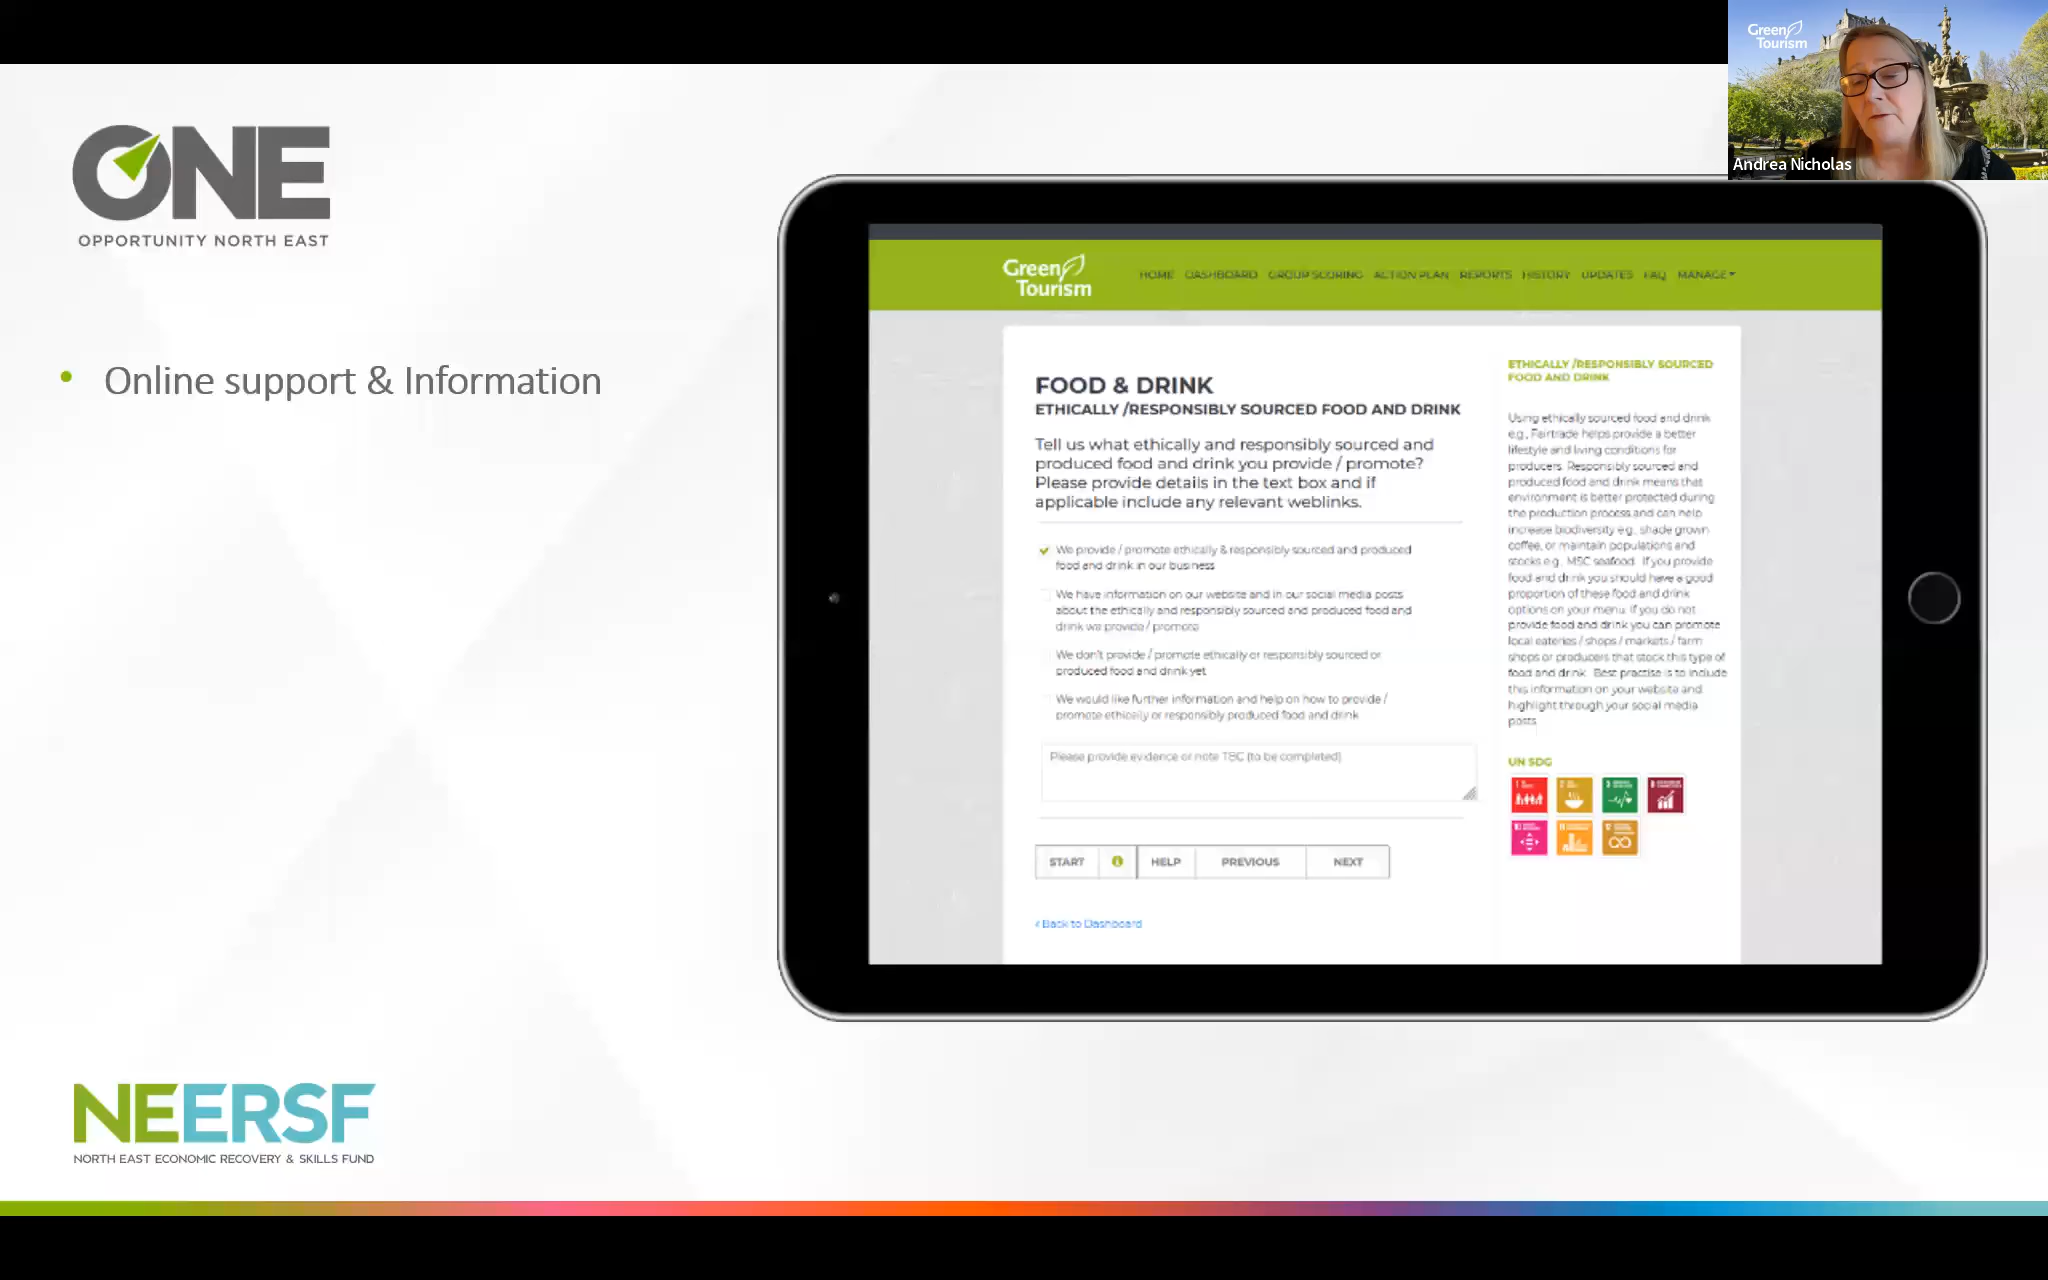 Green
Tourism
Andrea Nicholas
ONE
OPPORTUNITY NORTH EAST
• Online support & Information
Green
Tourism
HOME DASHBOARD GROUP SCORING ACTION PLAN REPORTS HISTORY UPDATES FAQ MANAGE
FOOD & DRINK
ETHICALLY /RESPONSIBLY SOURCED FOOD AND DRINK
Tell us what ethically and responsibly sourced and
produced food and drink you provide / promote?
Please provide details in the text box and if
applicable include any relevant weblinks.
We provide / promote ethically & responsibly sourced and produced
food and drink in our business
We have information on our website and in our social media posts
about the ethically and responsibly sourced and produced food and
drink we provide / promote
We don't provide / promote ethically or responsibly sourced or
produced food and drink yet
We would like further information and help on how to provide /
promote ethically or responsibly produced food and drink
Please provide evidence or note TBC (to be completed)
START HELP PREVIOUS NEXT
‹ Back to Dashboard
ETHICALLY /RESPONSIBLY SOURCED
FOOD AND DRINK
Using ethically sourced food and drink
e.g., Fairtrade helps provide a better
lifestyle and living conditions for
producers. Responsibly sourced and
produced food and drink means that
environment is better protected during
the production process and can help
increase biodiversity e.g., shade grown
coffee, or maintain populations and
stocks e.g., MSC seafood. If you provide
food and drink you should have a good
proportion of these food and drink
options on your menu. If you do not
provide food and drink you can promote
local eateries / shops / markets / farm
shops or producers that stock this type of
food and drink. Best practise is to include
this information on your website and
highlight through your social media
posts
UN SDG
NEERSF
NORTH EAST ECONOMIC RECOVERY & SKILLS FUND